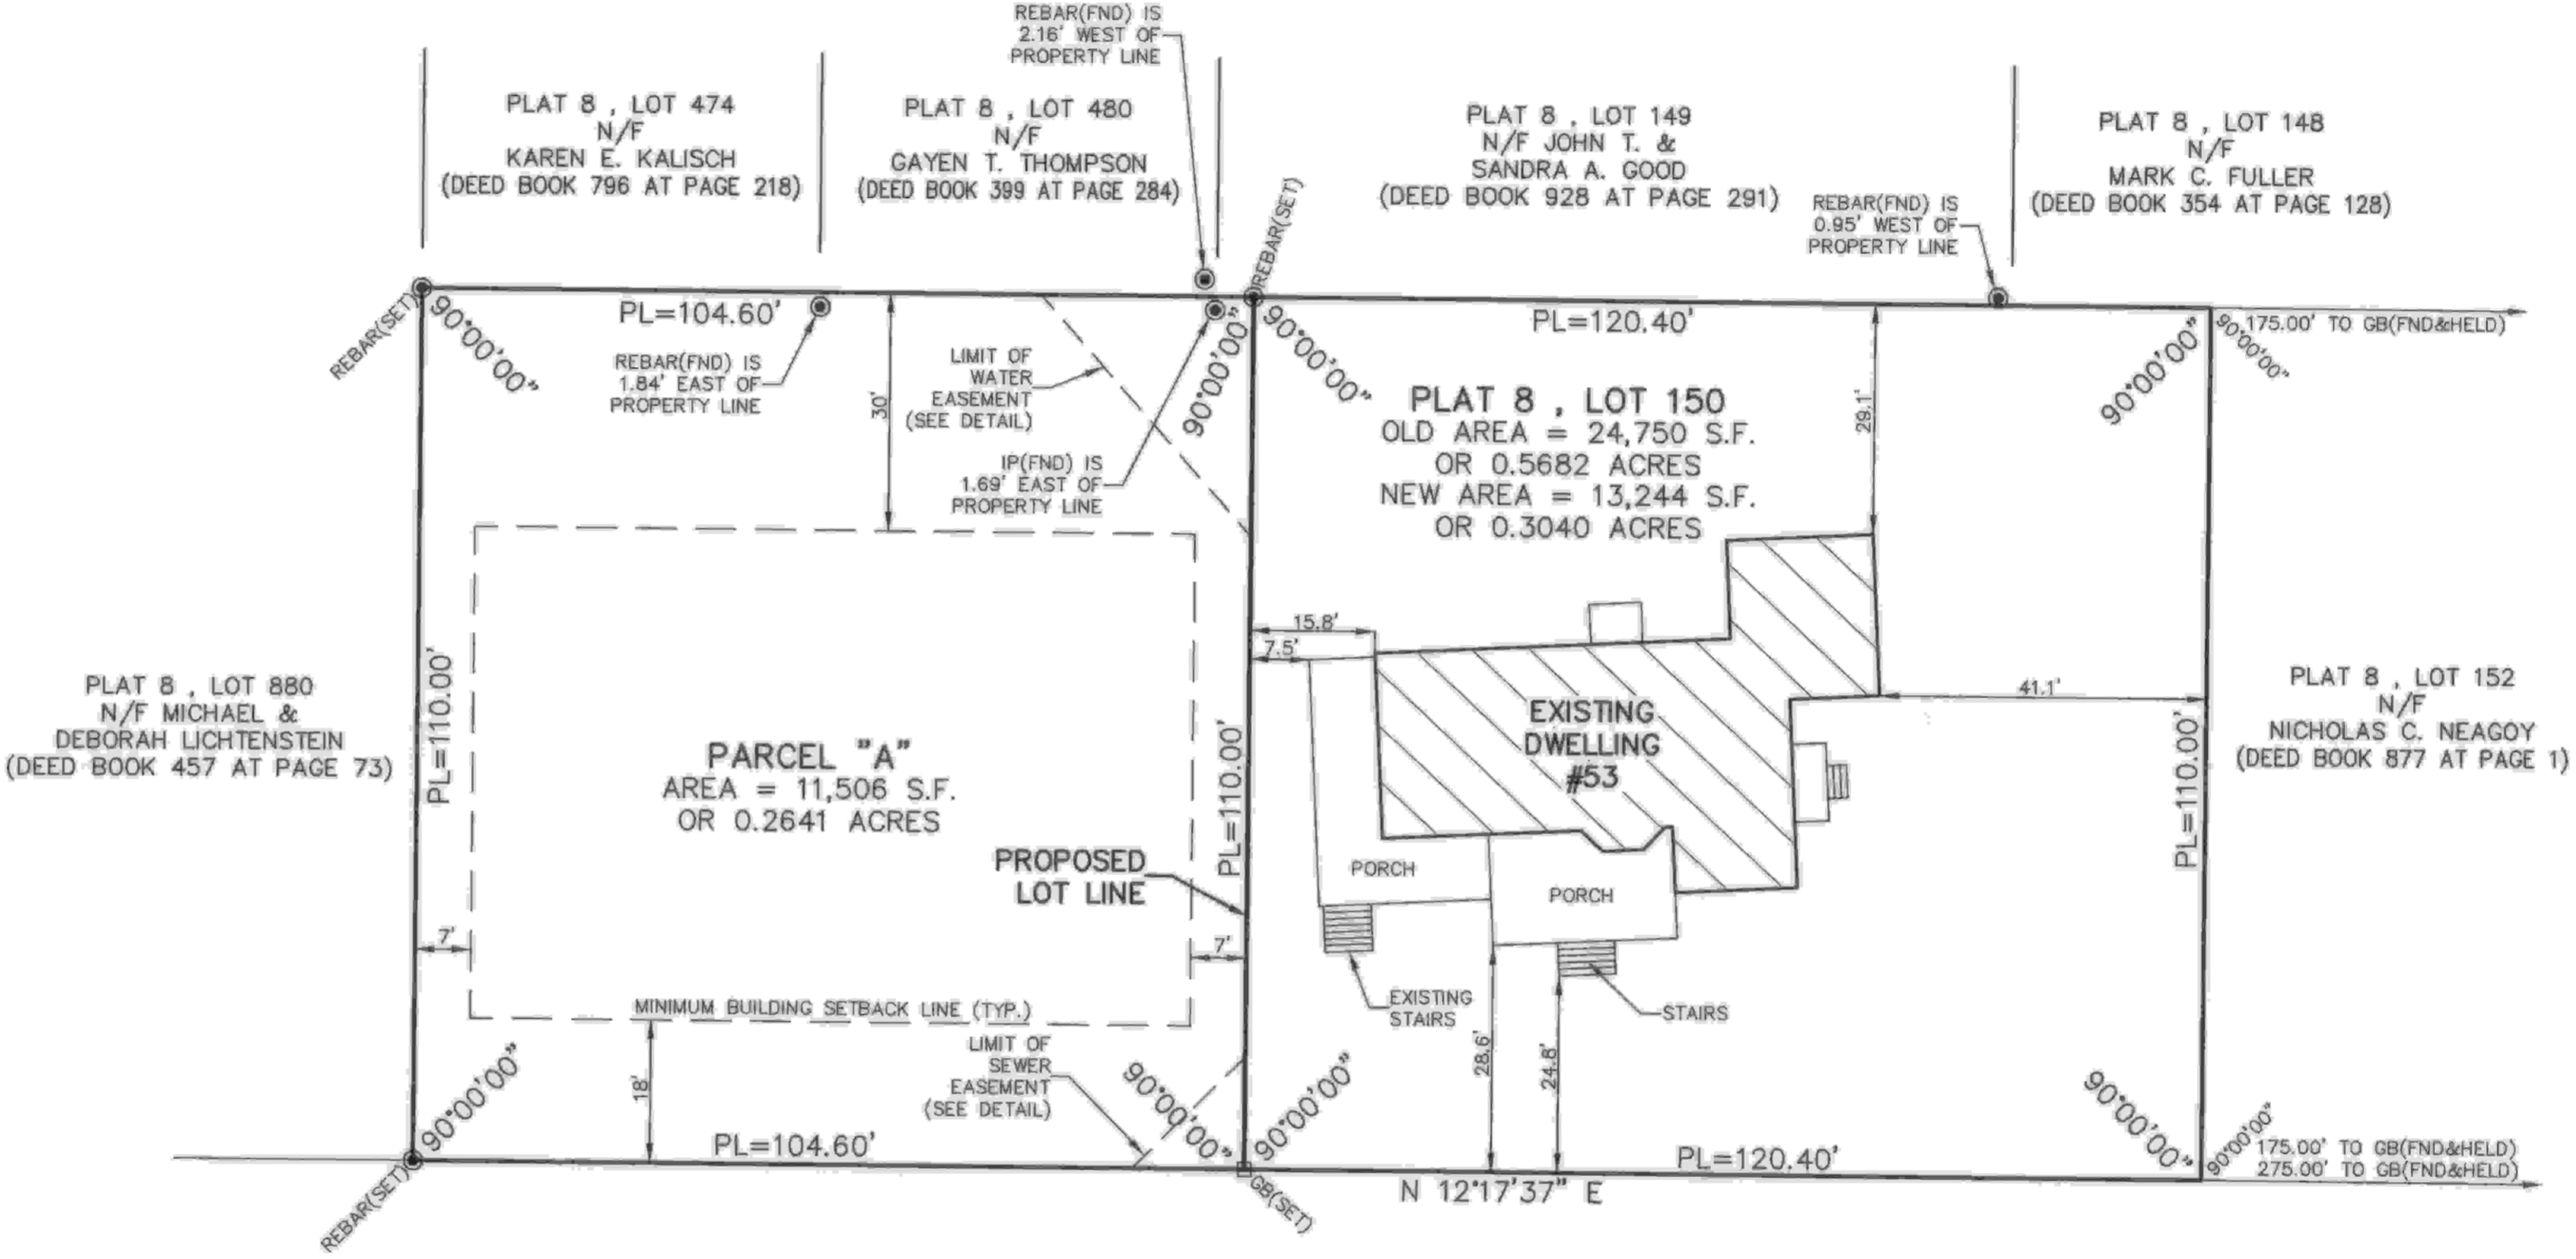 REBAR(FND) IS
2.16' WEST OF
PROPERTY LINE
PLAT 8 , LOT 474
N/F
KAREN E. KALISCH
(DEED BOOK 796 AT PAGE 218)
PLAT 8 , LOT 480
N/F
GAYEN T. THOMPSON
(DEED BOOK 399 AT PAGE 284)
PLAT 8 , LOT 149
N/F JOHN T. &
SANDRA A. GOOD
(DEED BOOK 928 AT PAGE 291)
PLAT 8 , LOT 148
N/F
MARK C. FULLER
(DEED BOOK 354 AT PAGE 128)
REBAR(FND) IS
0.95' WEST OF
PROPERTY LINE
REBAR(SET)
REBAR(SET)
90°00'00"
PL=104.60'
REBAR(FND) IS
1.84' EAST OF
PROPERTY LINE
30'
LIMIT OF
WATER
EASEMENT
(SEE DETAIL)
IP(FND) IS
1.69' EAST OF
PROPERTY LINE
90°00'00"
90°00'00"
PL=120.40'
90°00'00"
90°00'00"
175.00' TO GB(FND&HELD)
PLAT 8 , LOT 150
OLD AREA = 24,750 S.F.
OR 0.5682 ACRES
NEW AREA = 13,244 S.F.
OR 0.3040 ACRES
29.1'
15.8'
7.5'
41.1'
PLAT 8 , LOT 880
N/F MICHAEL &
DEBORAH LICHTENSTEIN
(DEED BOOK 457 AT PAGE 73)
PL=110.00'
PARCEL "A"
AREA = 11,506 S.F.
OR 0.2641 ACRES
PROPOSED
LOT LINE
PL=110.00'
EXISTING
DWELLING
#53
PORCH
PORCH
PL=110.00'
PLAT 8 , LOT 152
N/F
NICHOLAS C. NEAGOY
(DEED BOOK 877 AT PAGE 1)
7'
7'
MINIMUM BUILDING SETBACK LINE (TYP.)
EXISTING
STAIRS
STAIRS
18'
LIMIT OF
SEWER
EASEMENT
(SEE DETAIL)
28.6'
24.8'
90°00'00"
90°00'00"
90°00'00"
90°00'00"
90°00'00"
PL=104.60'
PL=120.40'
175.00' TO GB(FND&HELD)
275.00' TO GB(FND&HELD)
REBAR(SET)
GB(SET)
N 12°17'37" E